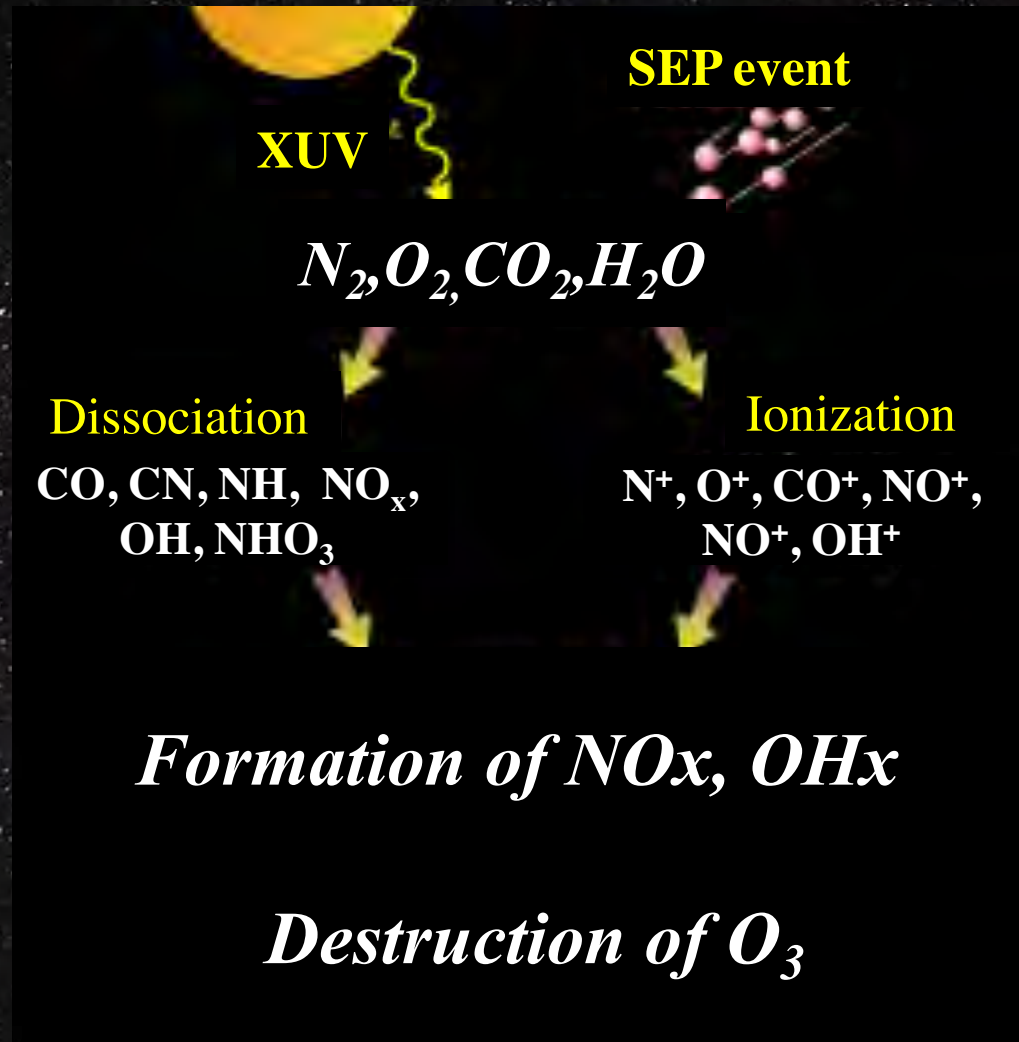 SEP event
XUV
N₂,O₂,CO₂,H₂O
Dissociation
Ionization
CO, CN, NH, NOₓ,
OH, NHO₃
N⁺, O⁺, CO⁺, NO⁺,
NO⁺, OH⁺
Formation of NOx, OHx
Destruction of O₃